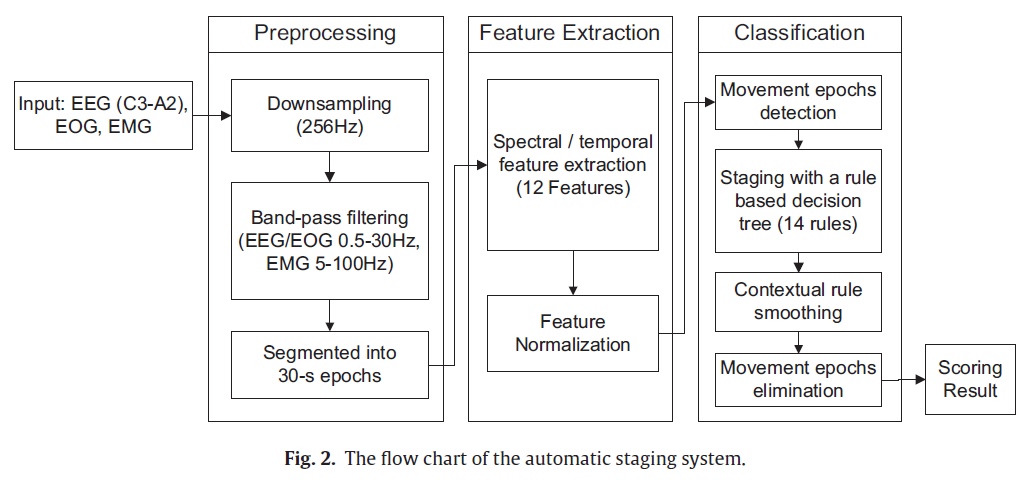 Preprocessing
Feature Extraction
Classification
Input: EEG (C3-A2),
EOG, EMG
Downsampling
(256Hz)
Band-pass filtering
(EEG/EOG 0.5-30Hz,
EMG 5-100Hz)
Segmented into
30-s epochs
Spectral / temporal
feature extraction
(12 Features)
Feature
Normalization
Movement epochs
detection
Staging with a rule
based decision
tree (14 rules)
Contextual rule
smoothing
Movement epochs
elimination
Scoring
Result
Fig. 2. The flow chart of the automatic staging system.